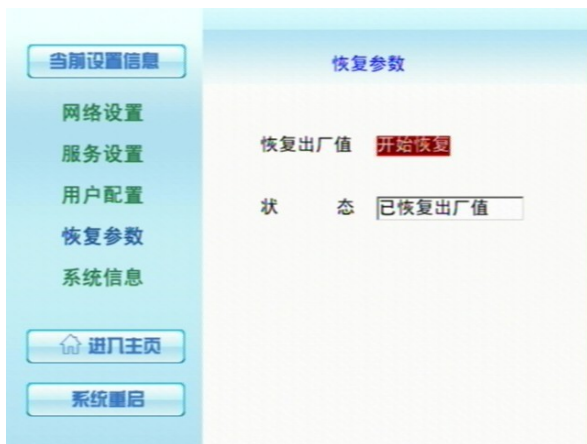 当前设置信息
网络设置
服务设置
用户配置
恢复参数
系统信息
进入主页
系统重启
恢复参数
恢复出厂值 开始恢复
状 态 已恢复出厂值